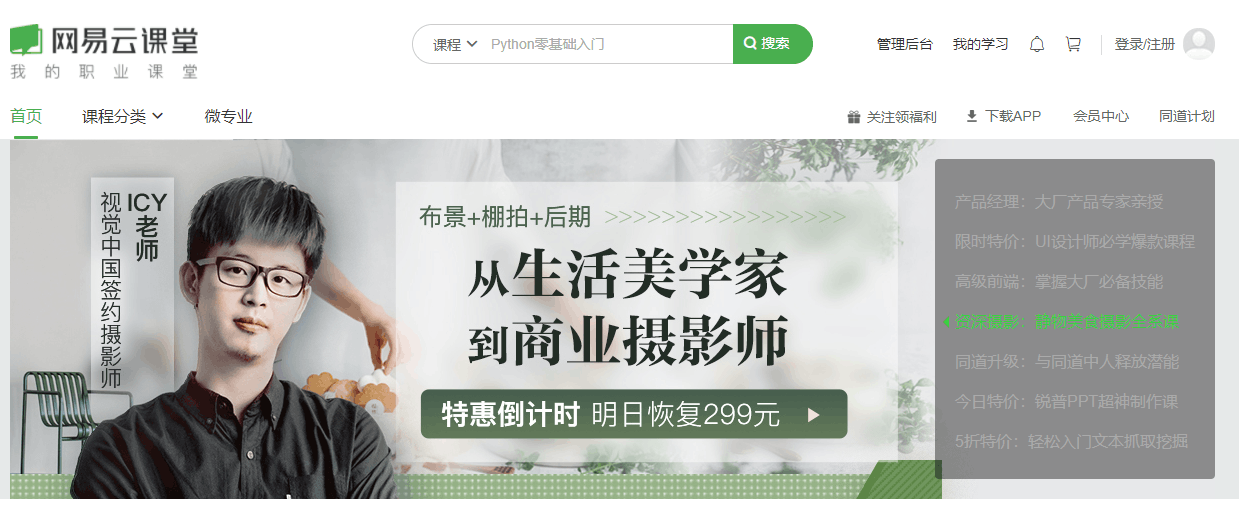 网易云课堂
我的职业课堂
课程
Python零基础入门
搜索
管理后台
我的学习
登录/注册
首页
课程分类
微专业
关注领福利
下载APP
会员中心
同道计划
ICY老师
视觉中国签约摄影师
布景+棚拍+后期 >>>>>>>>>>>>>>>>>
从生活美学家
到商业摄影师
特惠倒计时 明日恢复299元
产品经理：大厂产品专家亲授
限时特价：UI设计师必学爆款课程
高级前端：掌握大厂必备技能
资深摄影：静物美食摄影全系课
同道升级：与同道中人释放潜能
今日特价：锐普PPT超神制作课
5折特价：轻松入门文本抓取挖掘